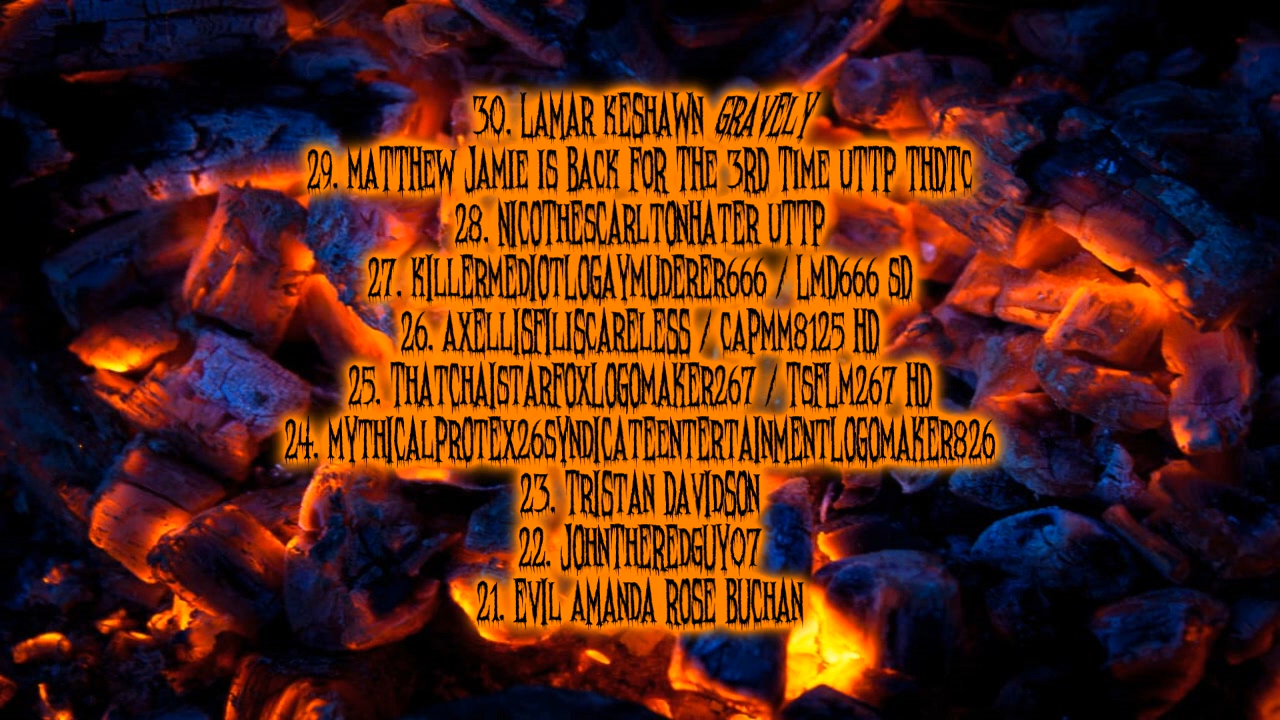 30. LAMAR KESHAWN GRAVELY
29. MATTHEW JAMIE IS BACK FOR THE 3RD TIME UTTP THDTC
28. NICOTHESCARLTONHATER UTTP
27. KILLERMEDIOTLOGAYMUDERER666 / LMD666 SD
26. AXELLISFILISCARELESS / CAPMM8125 HD
25. THATCHAISTARFOXLOGOMAKER267 / TSFLM267 HD
24. MYTHICALPROTEX26SYNDICATEENTERTAINMENTLOGOMAKER826
23. TRISTAN DAVIDSON
22. JOHNTHEREDGUY07
21. EVIL AMANDA ROSE BUCHAN